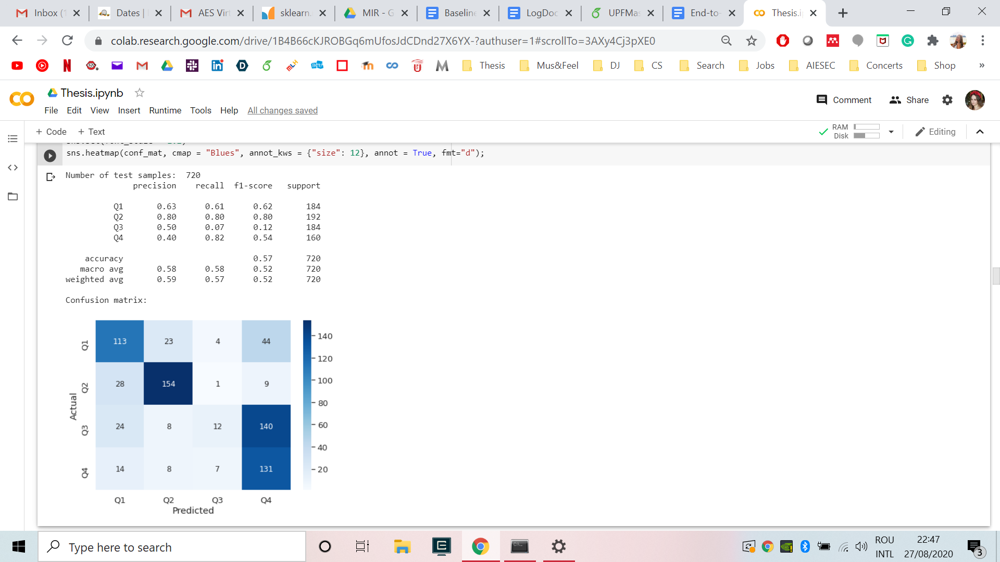 Inbox (1
Dates |
AES Virt
sklearn.
MIR - G
Baseline
LogDoc
UPFMas
End-to-
Thesis.i
colab.research.google.com/drive/1B4B66cKJROBGq6mUfosJdCDnd27X6YX-?authuser=1#scrollTo=3AXy4Cj3pXE0
Thesis
Mus&Feel
DJ
CS
Search
Jobs
AIESEC
Concerts
Shop
»
Thesis.ipynb
Comment
Share
File Edit View Insert Runtime Tools Help All changes saved
+ Code + Text
RAM
Disk
Editing
sns.heatmap(conf_mat, cmap = "Blues", annot_kws = {"size": 12}, annot = True, fmt="d");
Number of test samples: 720
precision recall f1-score support
Q1 0.63 0.61 0.62 184
Q2 0.80 0.80 0.80 192
Q3 0.50 0.07 0.12 184
Q4 0.40 0.82 0.54 160
accuracy 0.57 720
macro avg 0.58 0.58 0.52 720
weighted avg 0.59 0.57 0.52 720
Confusion matrix:
Q1 113 23 4 44
Q2 28 154 1 9
Q3 24 8 12 140
Q4 14 8 7 131
Actual
140
120
100
80
60
40
20
Q1 Q2 Q3 Q4
Predicted
Type here to search
ROU
INTL
22:47
27/08/2020
3